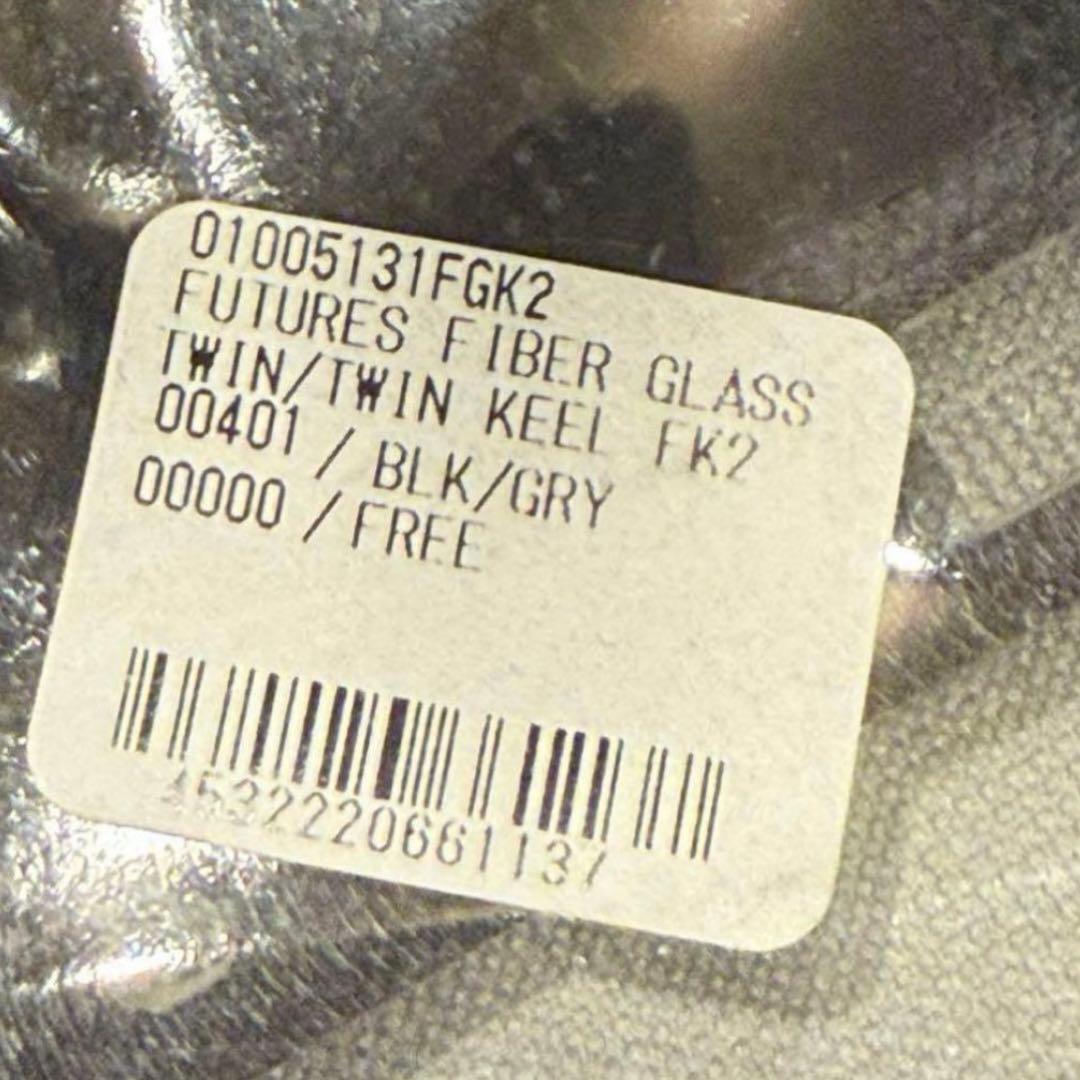 01005131FGK2
FUTURES FIBER GLASS
TWIN/TWIN KEEL FK2
00401 / BLK/GRY
00000 / FREE
4532220661137